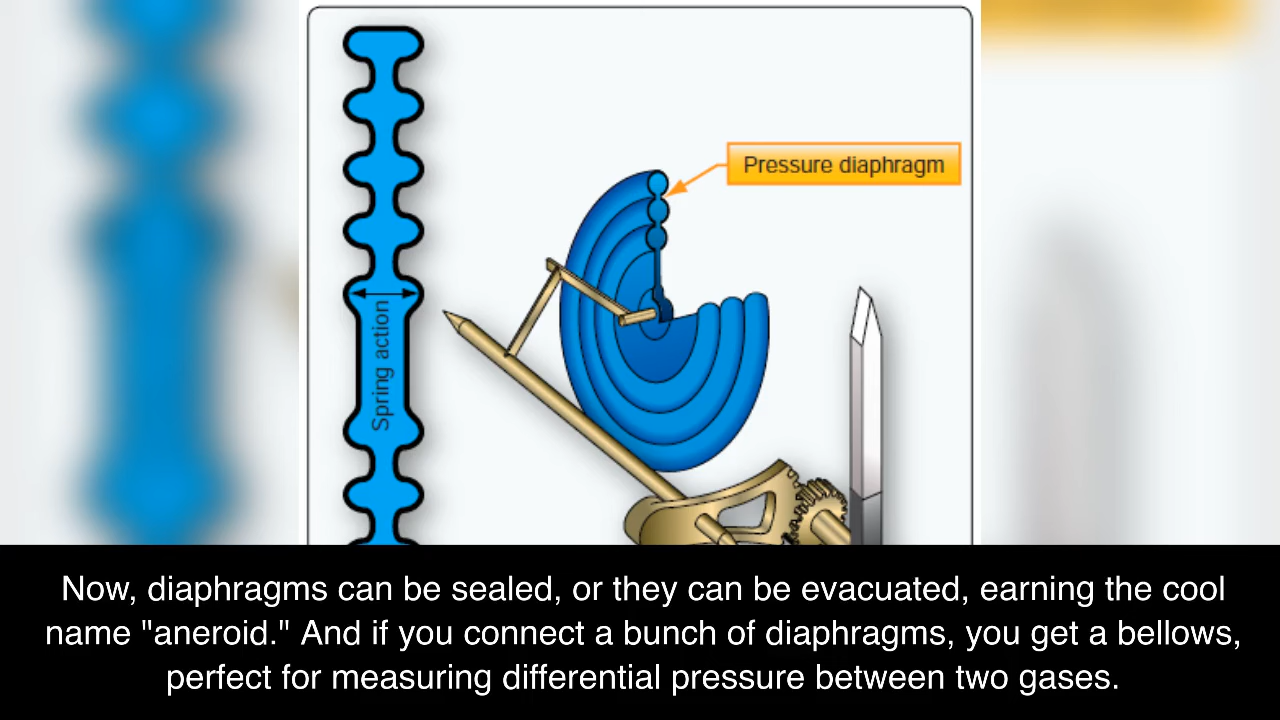 Pressure diaphragm
Spring action
Now, diaphragms can be sealed, or they can be evacuated, earning the cool
name "aneroid." And if you connect a bunch of diaphragms, you get a bellows,
perfect for measuring differential pressure between two gases.